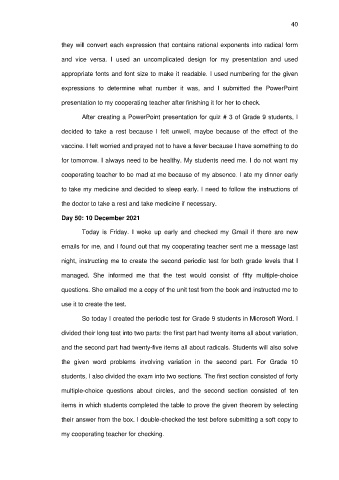 40
they will convert each expression that contains rational exponents into radical form
and vice versa. I used an uncomplicated design for my presentation and used
appropriate fonts and font size to make it readable. I used numbering for the given
expressions to determine what number it was, and I submitted the PowerPoint
presentation to my cooperating teacher after finishing it for her to check.
After creating a PowerPoint presentation for quiz # 3 of Grade 9 students, I
decided to take a rest because I felt unwell, maybe because of the effect of the
vaccine. I felt worried and prayed not to have a fever because I have something to do
for tomorrow. I always need to be healthy. My students need me. I do not want my
cooperating teacher to be mad at me because of my absence. I ate my dinner early
to take my medicine and decided to sleep early. I need to follow the instructions of
the doctor to take a rest and take medicine if necessary.
Day 50: 10 December 2021
Today is Friday. I woke up early and checked my Gmail if there are new
emails for me, and I found out that my cooperating teacher sent me a message last
night, instructing me to create the second periodic test for both grade levels that I
managed. She informed me that the test would consist of fifty multiple-choice
questions. She emailed me a copy of the unit test from the book and instructed me to
use it to create the test.
So today I created the periodic test for Grade 9 students in Microsoft Word. I
divided their long test into two parts: the first part had twenty items all about variation,
and the second part had twenty-five items all about radicals. Students will also solve
the given word problems involving variation in the second part. For Grade 10
students, I also divided the exam into two sections. The first section consisted of forty
multiple-choice questions about circles, and the second section consisted of ten
items in which students completed the table to prove the given theorem by selecting
their answer from the box. I double-checked the test before submitting a soft copy to
my cooperating teacher for checking.